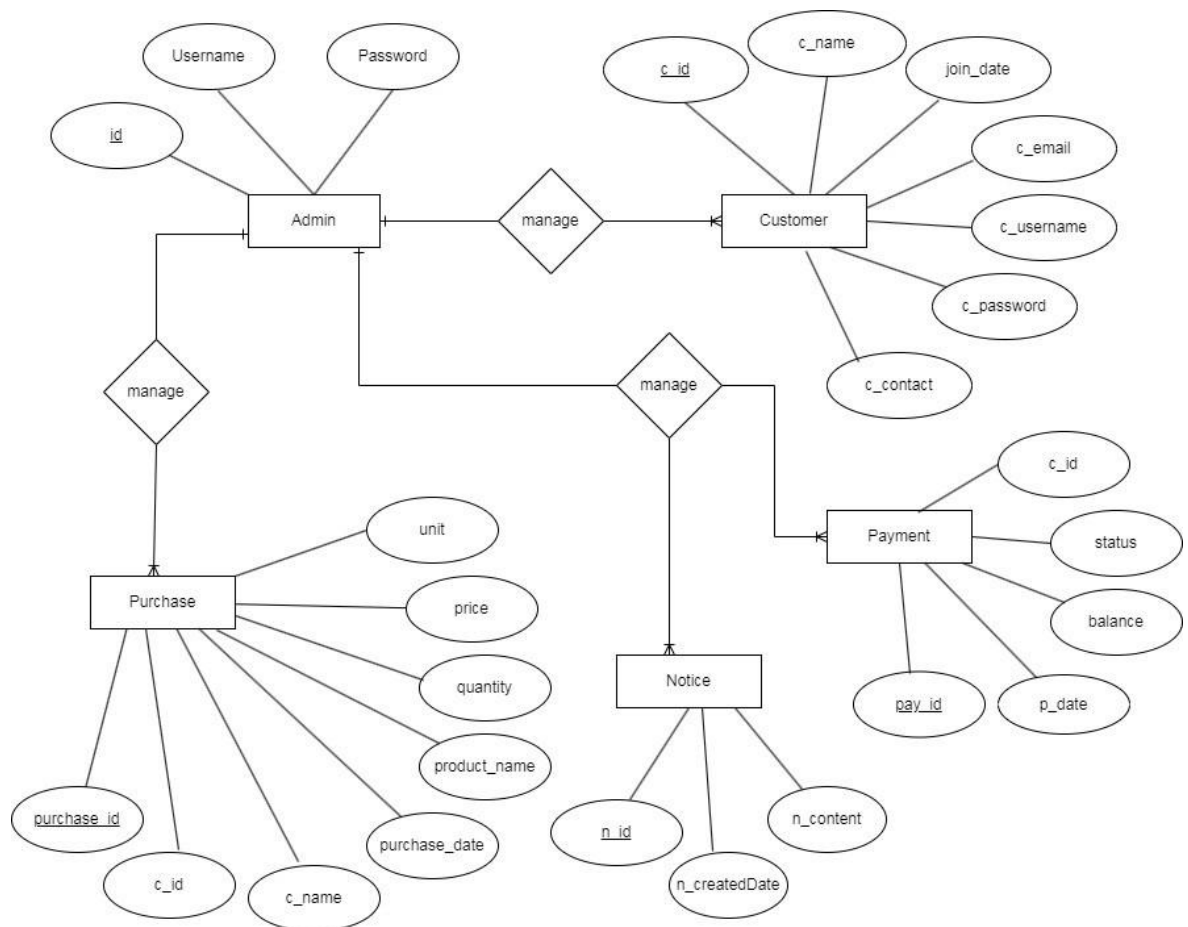 Username
Password
id
Admin
manage
c_id
c_name
join_date
c_email
c_username
c_password
c_contact
Customer
manage
manage
unit
price
quantity
product_name
purchase_date
c_name
c_id
purchase_id
Purchase
Notice
n_id
n_createdDate
n_content
c_id
status
balance
p_date
pay_id
Payment